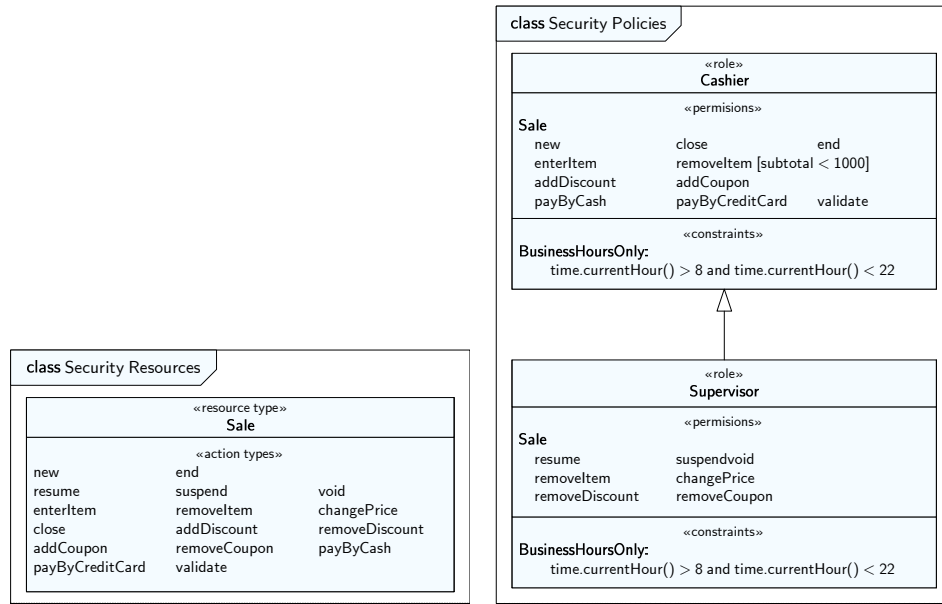 class Security Resources
«resource type»
Sale
«action types»
new end
resume suspend void
enterItem removeItem changePrice
close addDiscount removeDiscount
addCoupon removeCoupon payByCash
payByCreditCard validate
class Security Policies
«role»
Cashier
«permisions»
Sale
new close end
enterItem removeItem [subtotal < 1000]
addDiscount addCoupon
payByCash payByCreditCard validate
«constraints»
BusinessHoursOnly:
time.currentHour() > 8 and time.currentHour() < 22
«role»
Supervisor
«permisions»
Sale
resume suspendvoid
removeItem changePrice
removeDiscount removeCoupon
«constraints»
BusinessHoursOnly:
time.currentHour() > 8 and time.currentHour() < 22